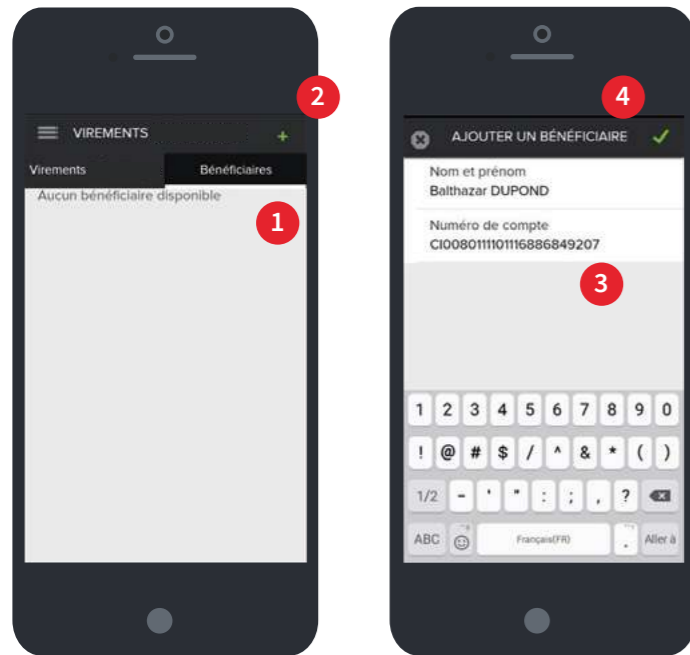 2
VIREMENTS
+
Virements Bénéficiaires
Aucun bénéficiaire disponible
1
4
AJOUTER UN BÉNÉFICIAIRE
Nom et prénom
Balthazar DUPOND
Numéro de compte
CI0080111101116886849207
3
1 2 3 4 5 6 7 8 9 0
! @ # $ / ^ & * ( )
1/2 - ' " : ; , ?
ABC Français(FR) . Aller à